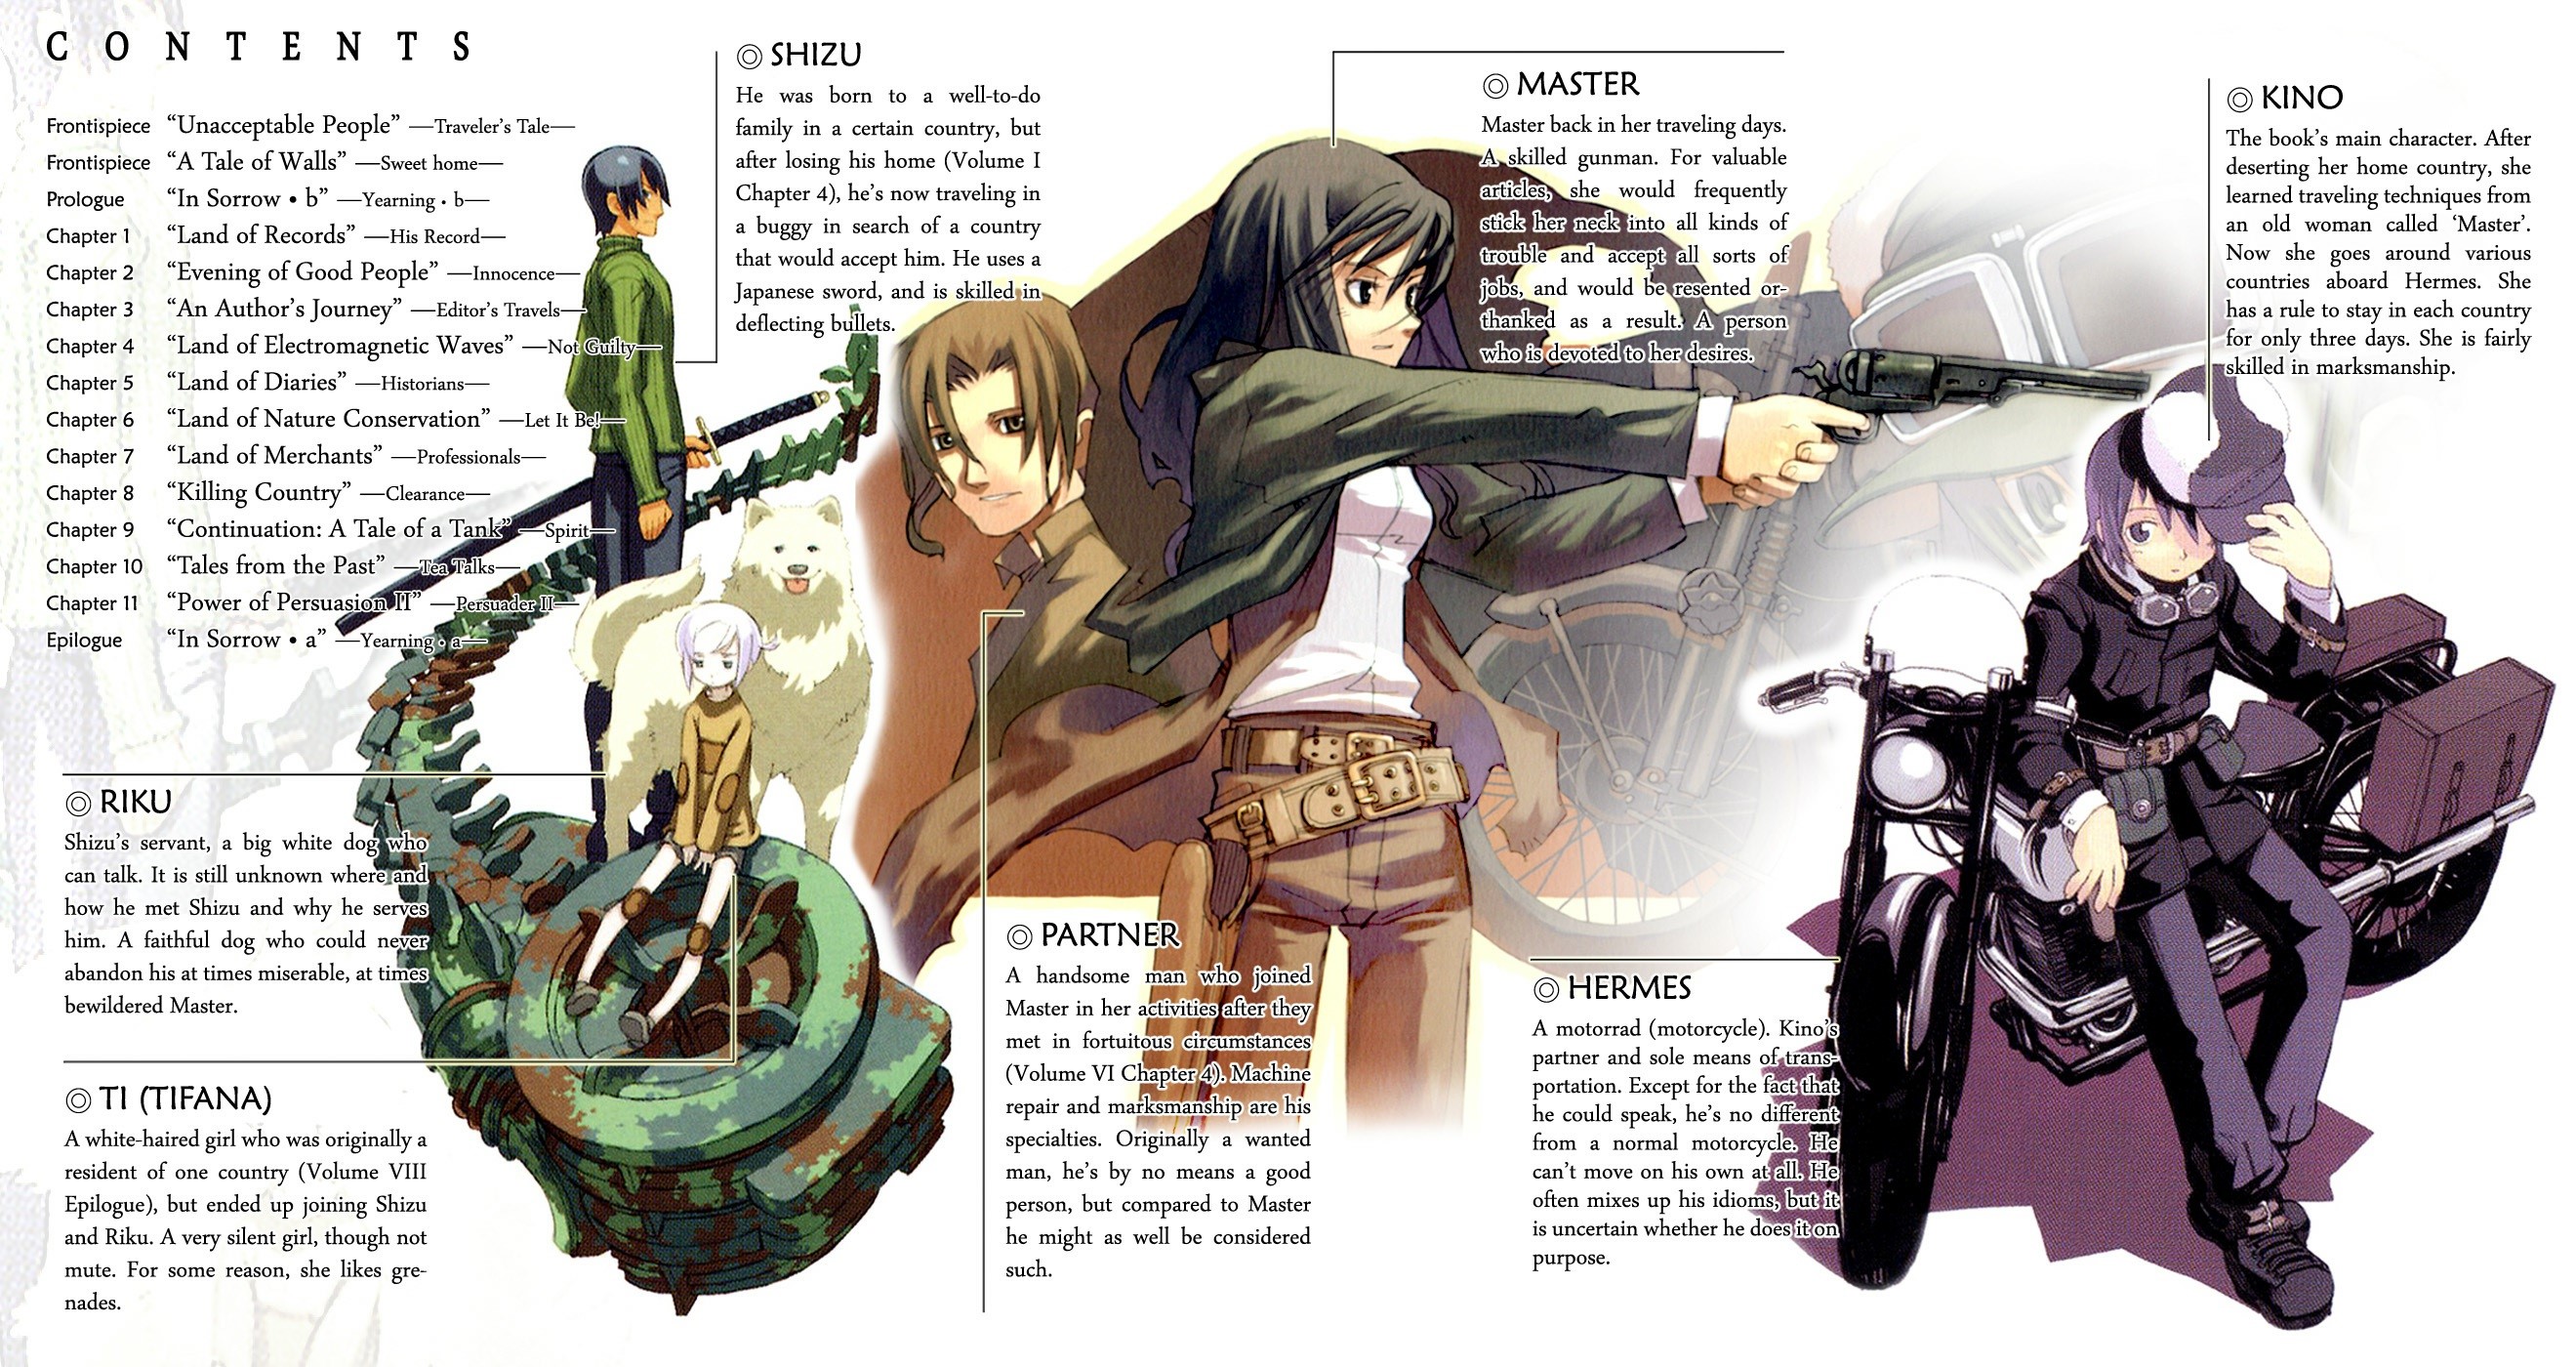 CONTENTS
Frontispiece “Unacceptable People” —Traveler’s Tale—
Frontispiece “A Tale of Walls” —Sweet home—
Prologue “In Sorrow • b” —Yearning • b—
Chapter 1 “Land of Records” —His Record—
Chapter 2 “Evening of Good People” —Innocence—
Chapter 3 “An Author’s Journey” —Editor’s Travels—
Chapter 4 “Land of Electromagnetic Waves” —Not Guilty—
Chapter 5 “Land of Diaries” —Historians—
Chapter 6 “Land of Nature Conservation” —Let It Be!—
Chapter 7 “Land of Merchants” —Professionals—
Chapter 8 “Killing Country” —Clearance—
Chapter 9 “Continuation: A Tale of a Tank” —Spirit—
Chapter 10 “Tales from the Past” —Tea Talks—
Chapter 11 “Power of Persuasion II” —Persuader II—
Epilogue “In Sorrow • a” —Yearning • a—
◎ SHIZU
He was born to a well-to-do
family in a certain country, but
after losing his home (Volume I
Chapter 4), he’s now traveling in
a buggy in search of a country
that would accept him. He uses a
Japanese sword, and is skilled in
deflecting bullets.
◎ MASTER
Master back in her traveling days.
A skilled gunman. For valuable
articles, she would frequently
stick her neck into all kinds of
trouble and accept all sorts of
jobs, and would be resented or-
thanked as a result. A person
who is devoted to her desires.
◎ KINO
The book’s main character. After
deserting her home country, she
learned traveling techniques from
an old woman called ‘Master’.
Now she goes around various
countries aboard Hermes. She
has a rule to stay in each country
for only three days. She is fairly
skilled in marksmanship.
◎ RIKU
Shizu’s servant, a big white dog who
can talk. It is still unknown where and
how he met Shizu and why he serves
him. A faithful dog who could never
abandon his at times miserable, at times
bewildered Master.
◎ TI (TIFANA)
A white-haired girl who was originally a
resident of one country (Volume VIII
Epilogue), but ended up joining Shizu
and Riku. A very silent girl, though not
mute. For some reason, she likes gre-
nades.
◎ PARTNER
A handsome man who joined
Master in her activities after they
met in fortuitous circumstances
(Volume VI Chapter 4). Machine
repair and marksmanship are his
specialties. Originally a wanted
man, he’s by no means a good
person, but compared to Master
he might as well be considered
such.
◎ HERMES
A motorrad (motorcycle). Kino’s
partner and sole means of trans-
portation. Except for the fact that
he could speak, he’s no different
from a normal motorcycle. He
can’t move on his own at all. He
often mixes up his idioms, but it
is uncertain whether he does it on
purpose.